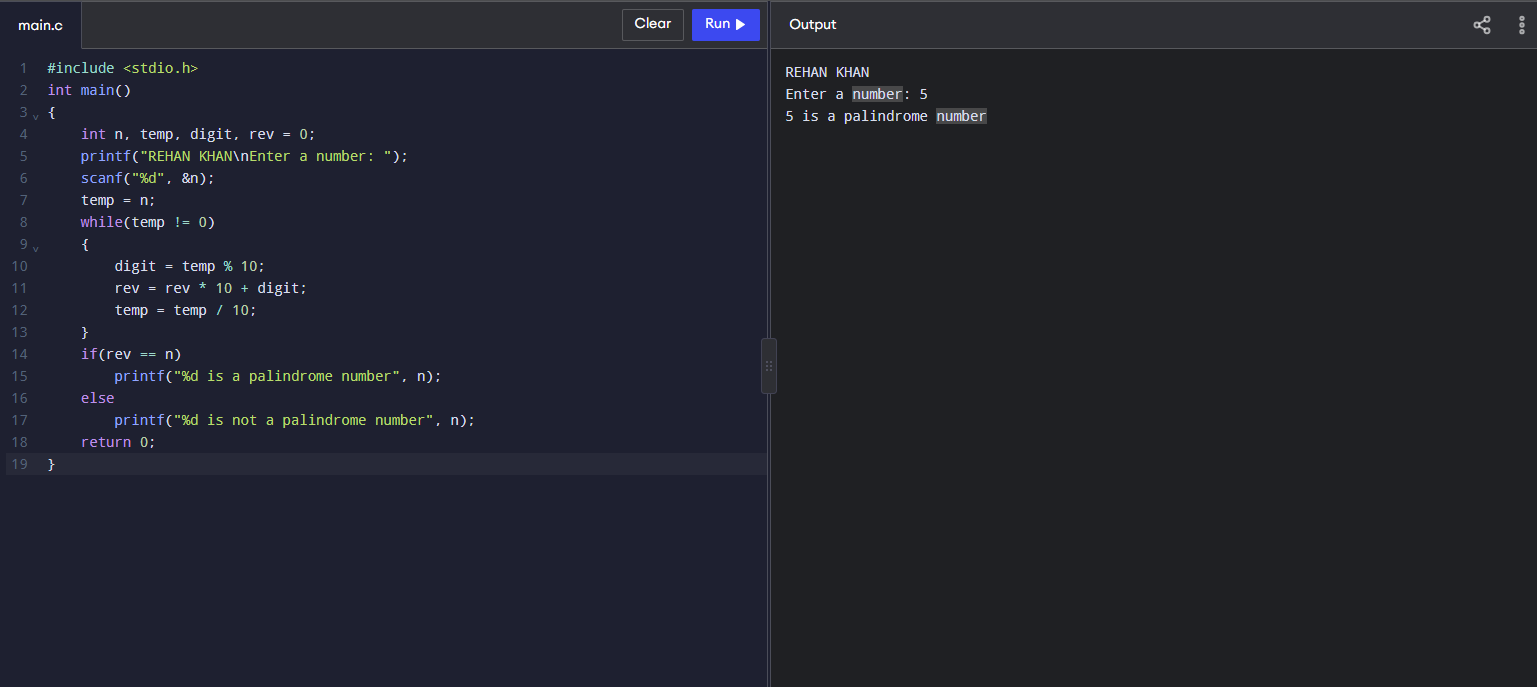 main.c
Clear
Run
1 #include <stdio.h>
2 int main()
3 {
4     int n, temp, digit, rev = 0;
5     printf("REHAN KHAN\nEnter a number: ");
6     scanf("%d", &n);
7     temp = n;
8     while(temp != 0)
9     {
10         digit = temp % 10;
11         rev = rev * 10 + digit;
12         temp = temp / 10;
13     }
14     if(rev == n)
15         printf("%d is a palindrome number", n);
16     else
17         printf("%d is not a palindrome number", n);
18     return 0;
19 }
Output
REHAN KHAN
Enter a number: 5
5 is a palindrome number